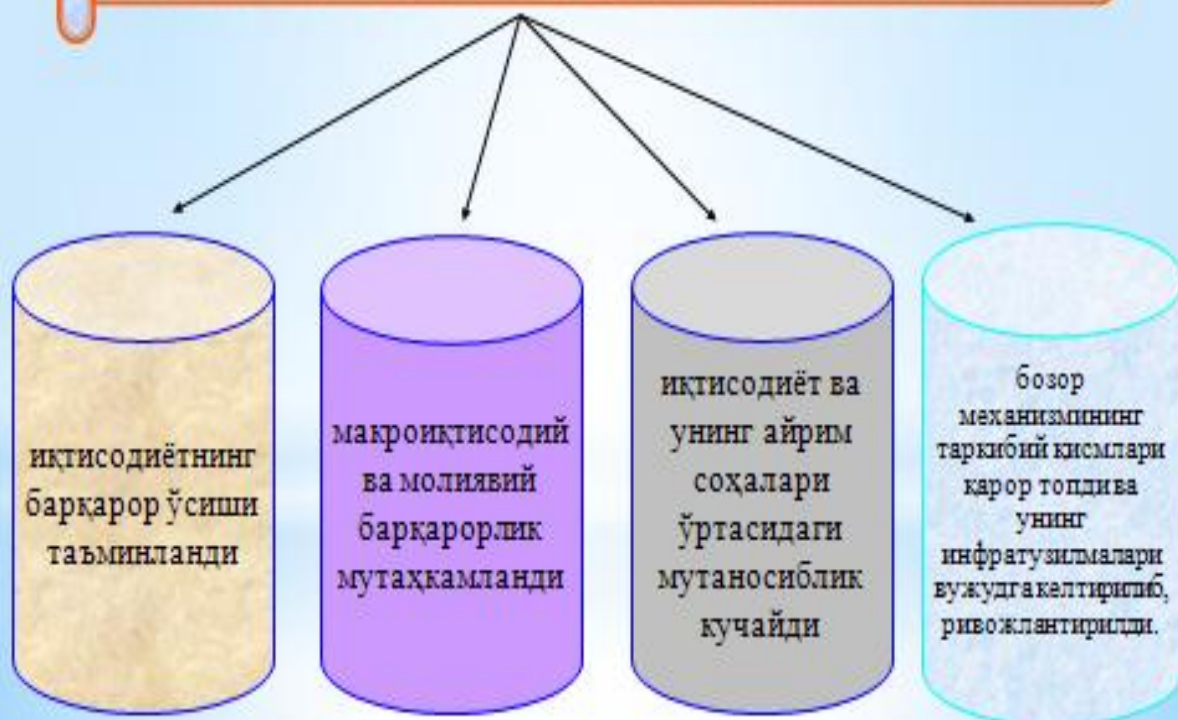 иқтисодиётнинг
барқарор ўсиши
таъминланди
макроиқтисодий
ва молиявий
барқарорлик
мутаҳкамланди
иқтисодиёт ва
унинг айрим
соҳалари
ўртасидаги
мутаносиблик
кучайди
бозор
механизмининг
таркибий қисмлари
қарор топди ва
унинг
инфратузилмалари
вужудга келтирилиб,
ривожлантирилди.